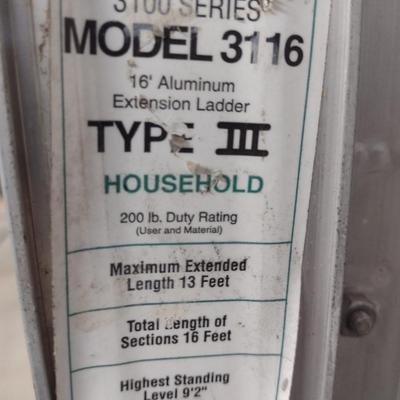 3100 SERIES
MODEL 3116
16' Aluminum
Extension Ladder
TYPE III
HOUSEHOLD
200 lb. Duty Rating
(User and Material)
Maximum Extended
Length 13 Feet
Total Length of
Sections 16 Feet
Highest Standing
Level 9'2"